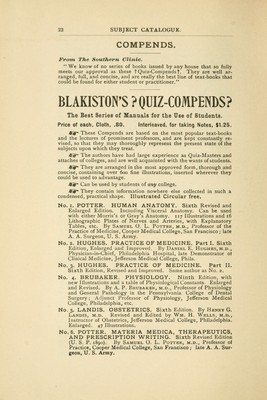 32 SUBJECT CATALOGUE.
COMPENDS.
From The Southern Clinic.
"We know of no series of books issued by any house that so fully
meets our approval as these ?Quiz-Compends?. They are well ar-
ranged, full, and concise, and are really the best line of text-books that
could be found for either student or practitioner."
BLAKISTON'S ?QUIZ-COMPENDS?
The Best Series of Manuals for the Use of Students.
Price of each, Cloth, .80. Interleaved, for taking Notes, $1.25.
These Compends are based on the most popular text-books
and the lectures of prominent professors, and are kept constantly re-
vised, so that they may thoroughly represent the present state of the
subjects upon which they treat.
The authors have had large experience as Quiz-Masters and
attaches of colleges, and are well acquainted with the wants of students.
They are arranged in the most approved form, thorough and
concise, containing over 600 fine illustrations, inserted wherever they
could be used to advantage.
Can be used by students of any college.
They contain information nowhere else collected in such a
condensed, practical shape. Illustrated Circular free.
No. 1. POTTER. HUMAN ANATOMY. Sixth Revised and
Enlarged Edition. Including Visceral Anatomy. Can be used
with either Morris's or Gray's Anatomy. 117 Illustrations and 16
Lithographic Plates of Nerves and Arteries, with Explanatory
Tables, etc. By SAMUEL O. L. POTTER, M.D., Professor of the
Practice of Medicine, Cooper Medical College, San Francisco; late
A. A. Surgeon, U. S. Army.
No. 2. HUGHES. PRACTICE OF MEDICINE. Part I. Sixth
Edition, Enlarged and Improved. By DANIEL E. HUGHES, M.D.,
Physician-in-Chief, Philadelphia Hospital, late Demonstrator of
Clinical Medicine, Jefferson Medical College, Phila.
No. 3. HUGHES. PRACTICE OF MEDICINE. Part II.
Sixth Edition, Revised and Improved. Same author as No. 2.
No. 4. BRUBAKER. PHYSIOLOGY. Ninth Edition, with
new Illustrations and a table of Physiological Constants. Enlarged
and Revised. By A. P. BRUBAKER, M.D., Professor of Physiology
and General Pathology in the Pennsylvania College of Dental
Surgery; Adjunct Professor of Physiology, Jefferson Medical
College, Philadelphia, etc.
No. 5. LANDIS. OBSTETRICS. Sixth Edition. By HENRY G.
LANDIS, M.D. Revised and Edited by WM. H. WELLS, M.D.,
Instructor of Obstetrics, Jefferson Medical College, Philadelphia.
Enlarged. 47 Illustrations.
No. 6. POTTER. MATERIA MEDICA, THERAPEUTICS,
AND PRESCRIPTION WRITING. Sixth Revised Edition
(U. S. P. 1890). By SAMUEL O. L. POTTER, M.D., Professor of
Practice, Cooper Medical College, San Francisco; late A. A. Sur-
geon, U. S. Army.